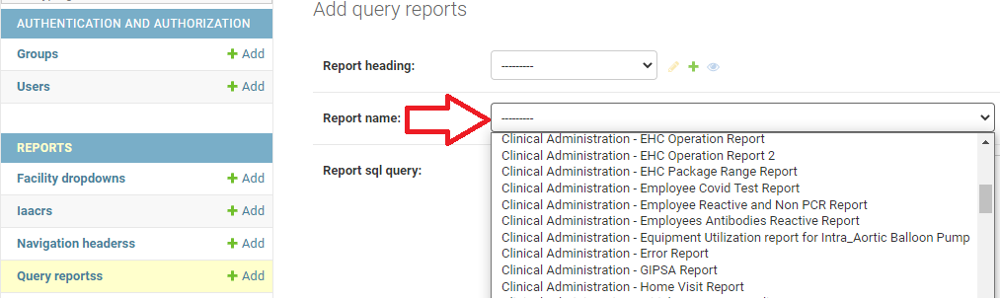 AUTHENTICATION AND AUTHORIZATION
Groups + Add
Users + Add
REPORTS
Facility dropdowns + Add
Iaacrs + Add
Navigation headerss + Add
Query reportss + Add
Add query reports
Report heading: ---------
Report name: ---------
Clinical Administration - EHC Operation Report
Clinical Administration - EHC Operation Report 2
Clinical Administration - EHC Package Range Report
Clinical Administration - Employee Covid Test Report
Clinical Administration - Employee Reactive and Non PCR Report
Clinical Administration - Employees Antibodies Reactive Report
Clinical Administration - Equipment Utilization report for Intra_Aortic Balloon Pump
Clinical Administration - Error Report
Clinical Administration - GIPSA Report
Clinical Administration - Home Visit Report
Report sql query: